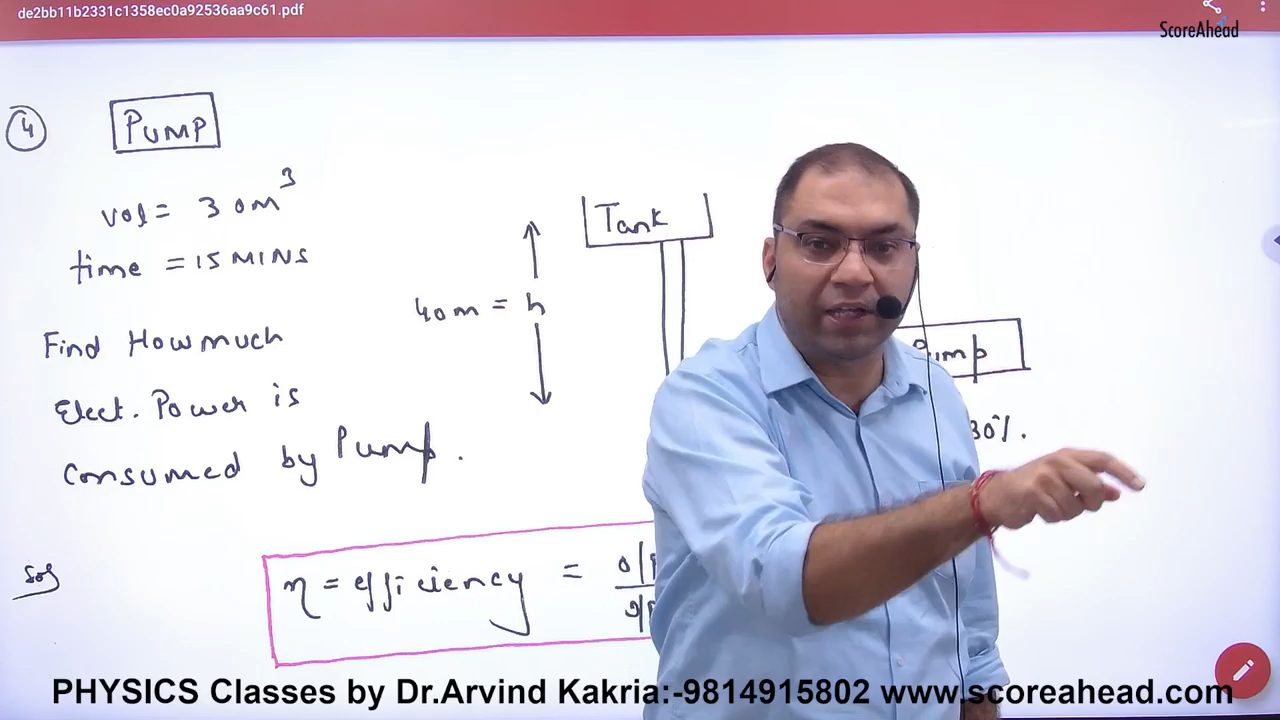 de2bb11b2331c1358ec0a92536aa9c61.pdf
ScoreAhead
4 PUMP
vol = 30m³
time = 15 MINS
Find How much
Elect. Power is
Consumed by Pump.
Tank
40m = h
Pump
30%.
Sol
η = efficiency =
PHYSICS Classes by Dr.Arvind Kakria:-9814915802 www.scoreahead.com